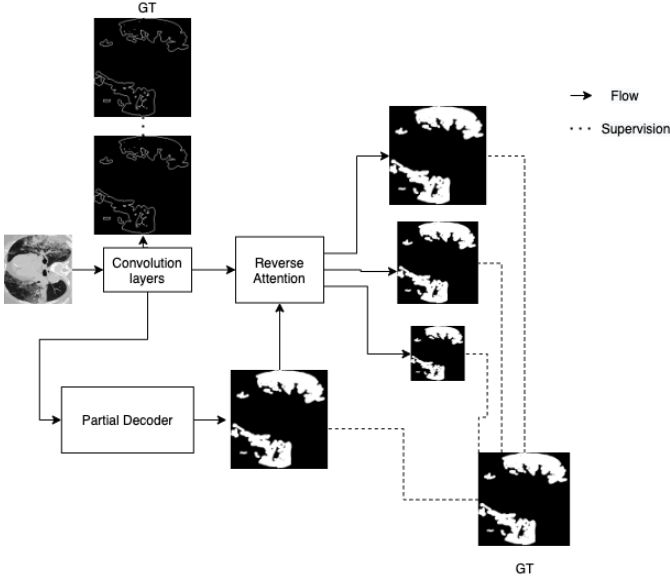 GT
Flow
Supervision
Convolution
layers
Reverse
Attention
Partial Decoder
GT